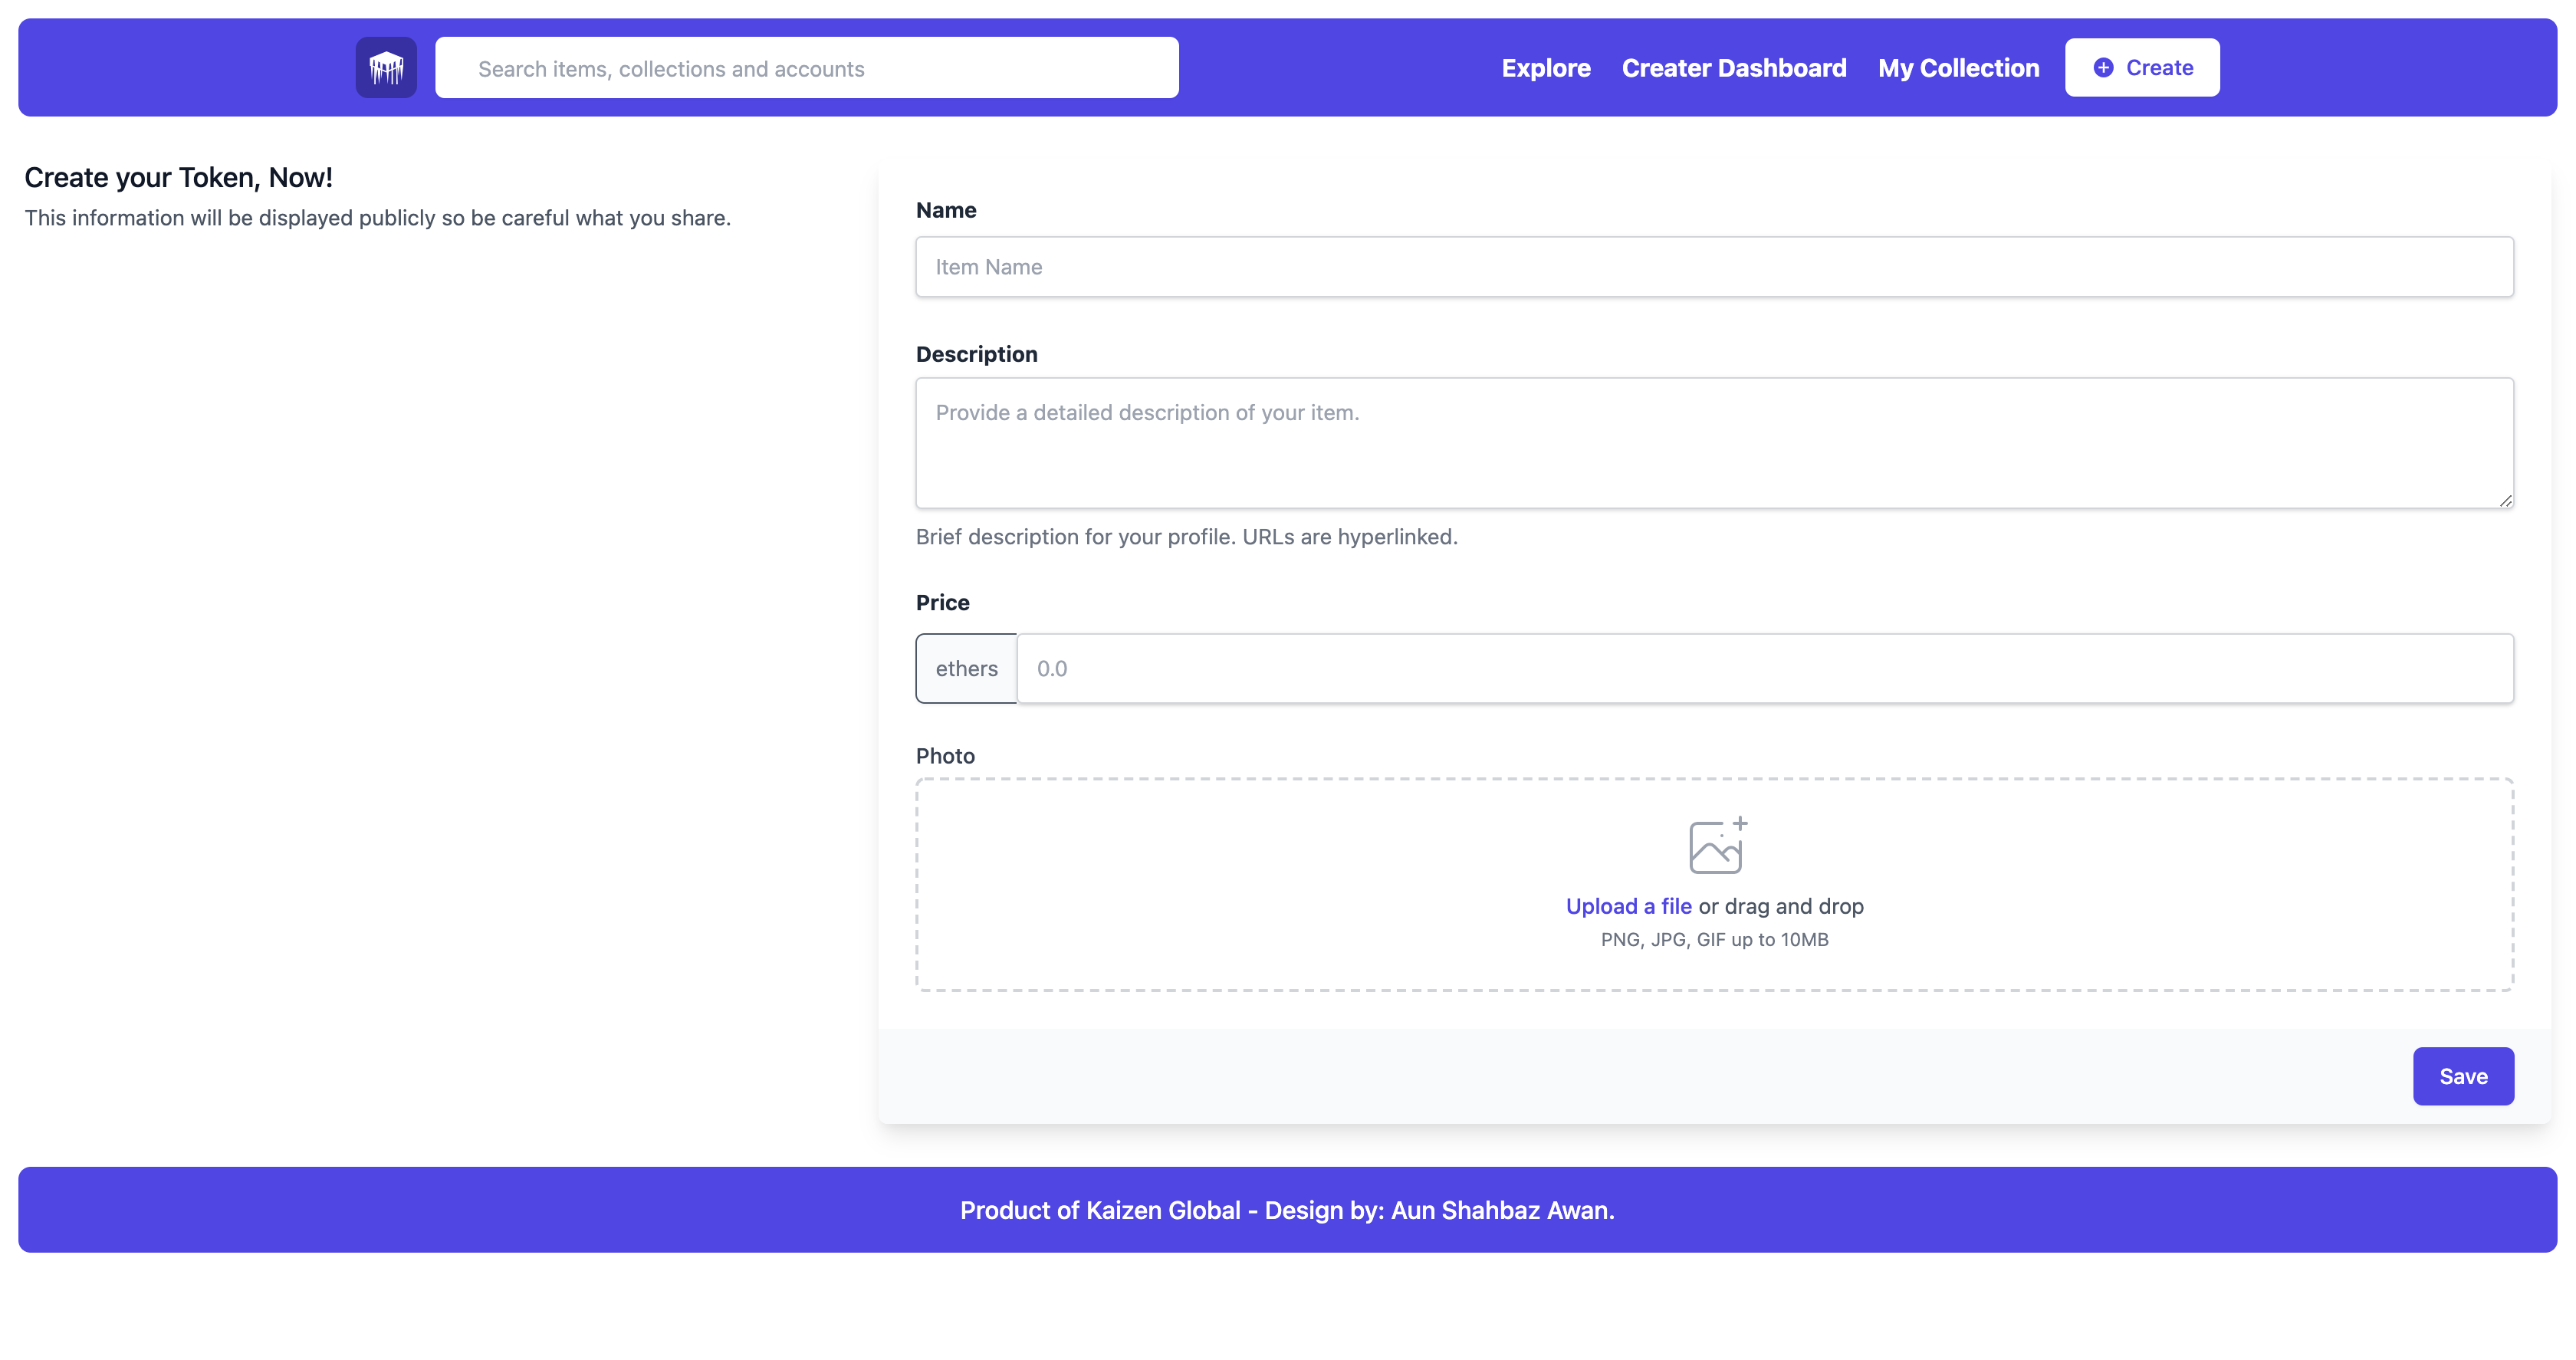 Search items, collections and accounts
Explore
Creater Dashboard
My Collection
Create
Create your Token, Now!
This information will be displayed publicly so be careful what you share.
Name
Item Name
Description
Provide a detailed description of your item.
Brief description for your profile. URLs are hyperlinked.
Price
ethers
0.0
Photo
Upload a file or drag and drop
PNG, JPG, GIF up to 10MB
Save
Product of Kaizen Global - Design by: Aun Shahbaz Awan.